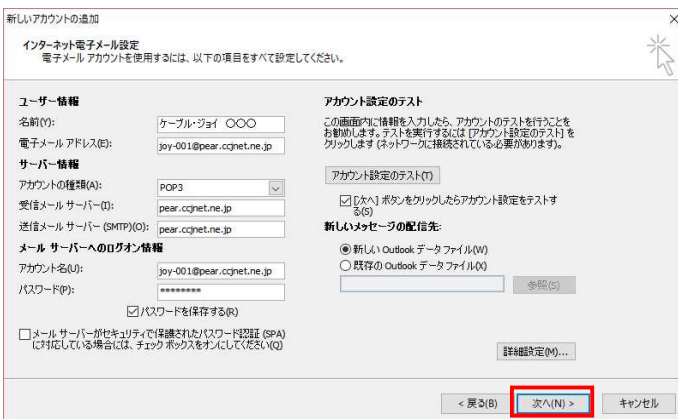 新しいアカウントの追加
インターネット電子メール設定
電子メール アカウントを使用するには、以下の項目をすべて設定してください。
ユーザー情報
名前(Y):
ケーブル・ジョイ ○○○
電子メール アドレス(E):
joy-001@pear.ccjnet.ne.jp
サーバー情報
アカウントの種類(A):
POP3
受信メール サーバー(I):
pear.ccjnet.ne.jp
送信メール サーバー (SMTP)(O):
pear.ccjnet.ne.jp
メール サーバーへのログオン情報
アカウント名(U):
joy-001@pear.ccjnet.ne.jp
パスワード(P):
********
パスワードを保存する(R)
メール サーバーがセキュリティで保護されたパスワード認証 (SPA)
に対応している場合には、チェック ボックスをオンにしてください(Q)
アカウント設定のテスト
この画面内に情報を入力したら、アカウントのテストを行うことを
お勧めします。テストを実行するには [アカウント設定のテスト] を
クリックします (ネットワークに接続されている必要があります)。
アカウント設定のテスト(T)
[次へ] ボタンをクリックしたらアカウント設定をテストす
る(S)
新しいメッセージの配信先:
新しい Outlook データ ファイル(W)
既存の Outlook データ ファイル(X)
参照(S)
詳細設定(M)...
< 戻る(B)
次へ(N) >
キャンセル